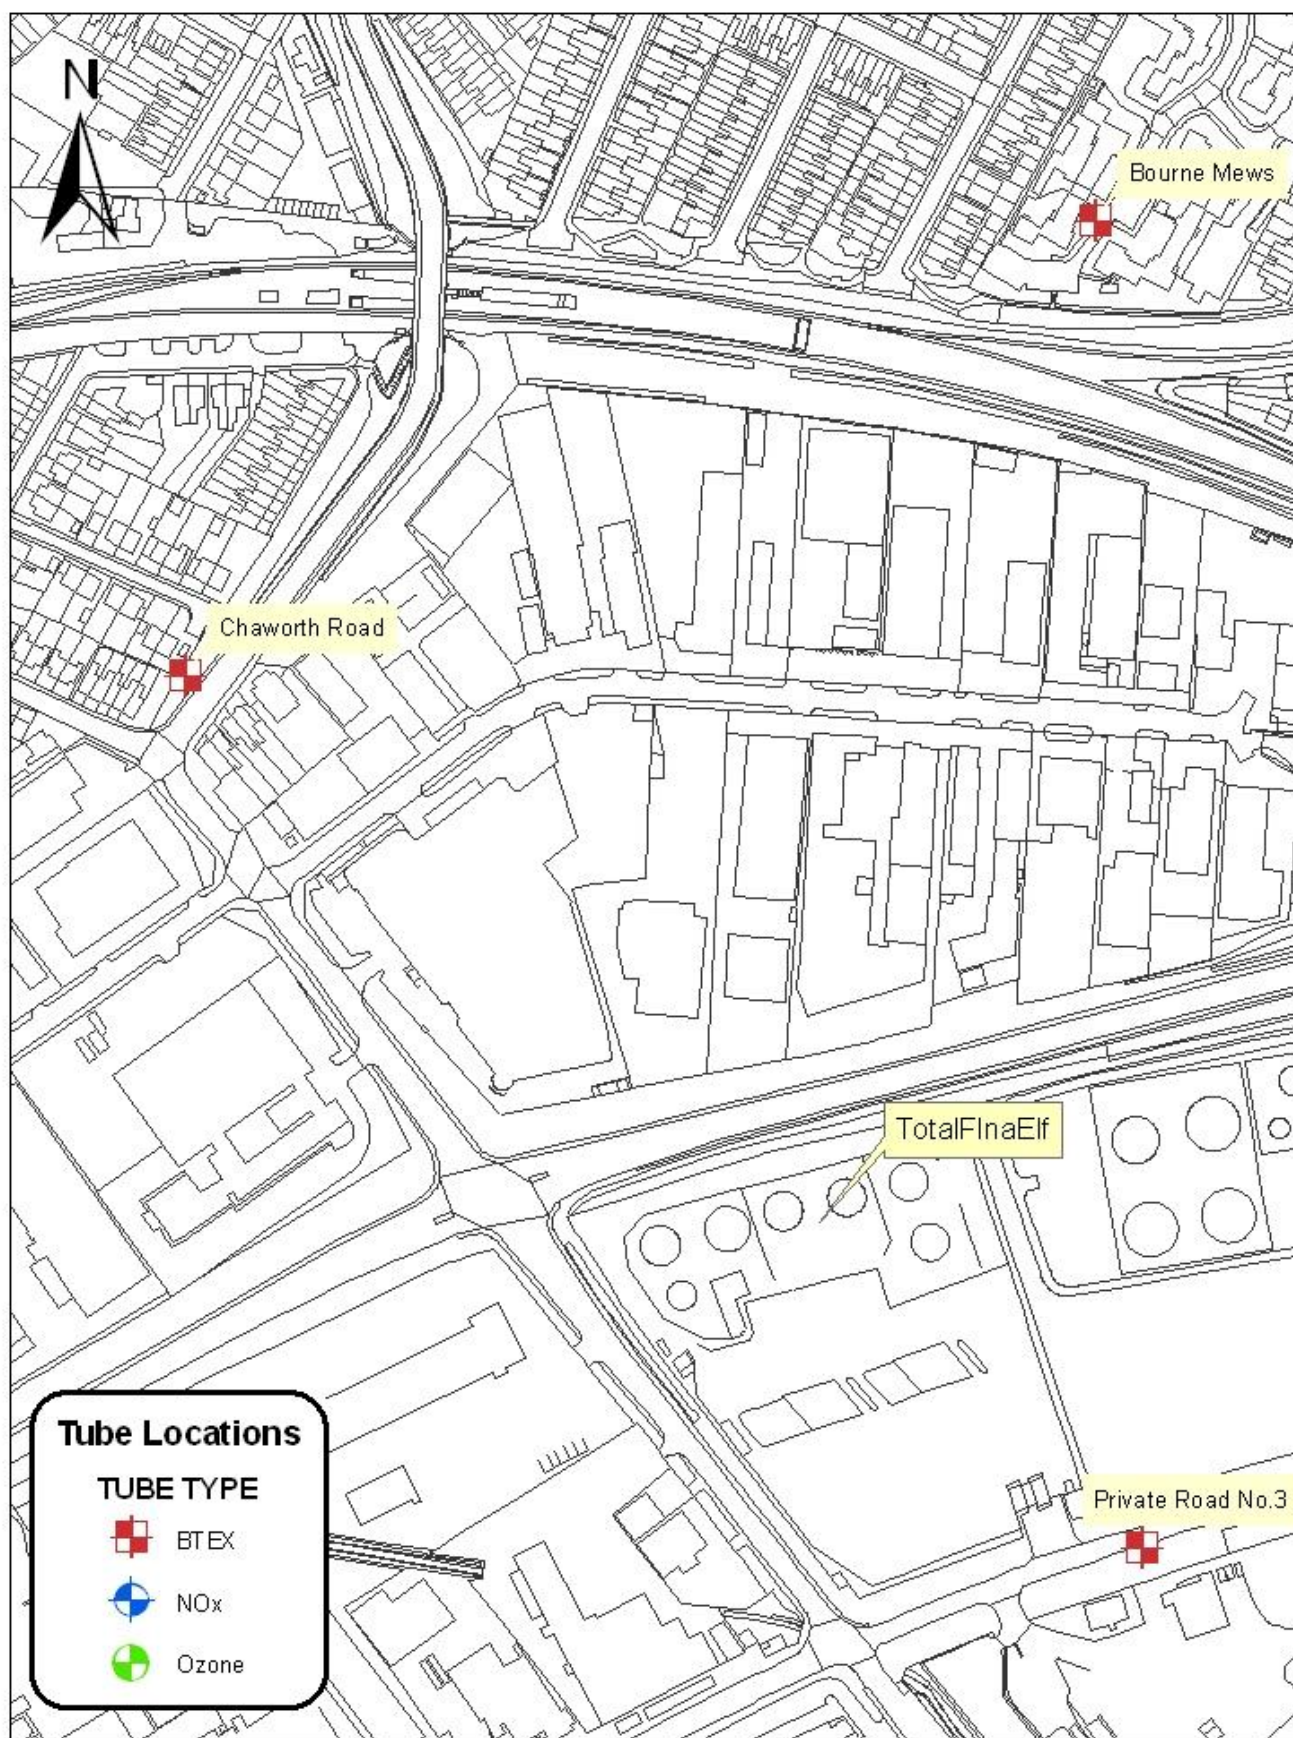 N
Bourne Mews
Chaworth Road
TotalFInaElf
Private Road No.3
Tube Locations
TUBE TYPE
BTEX
NOx
Ozone